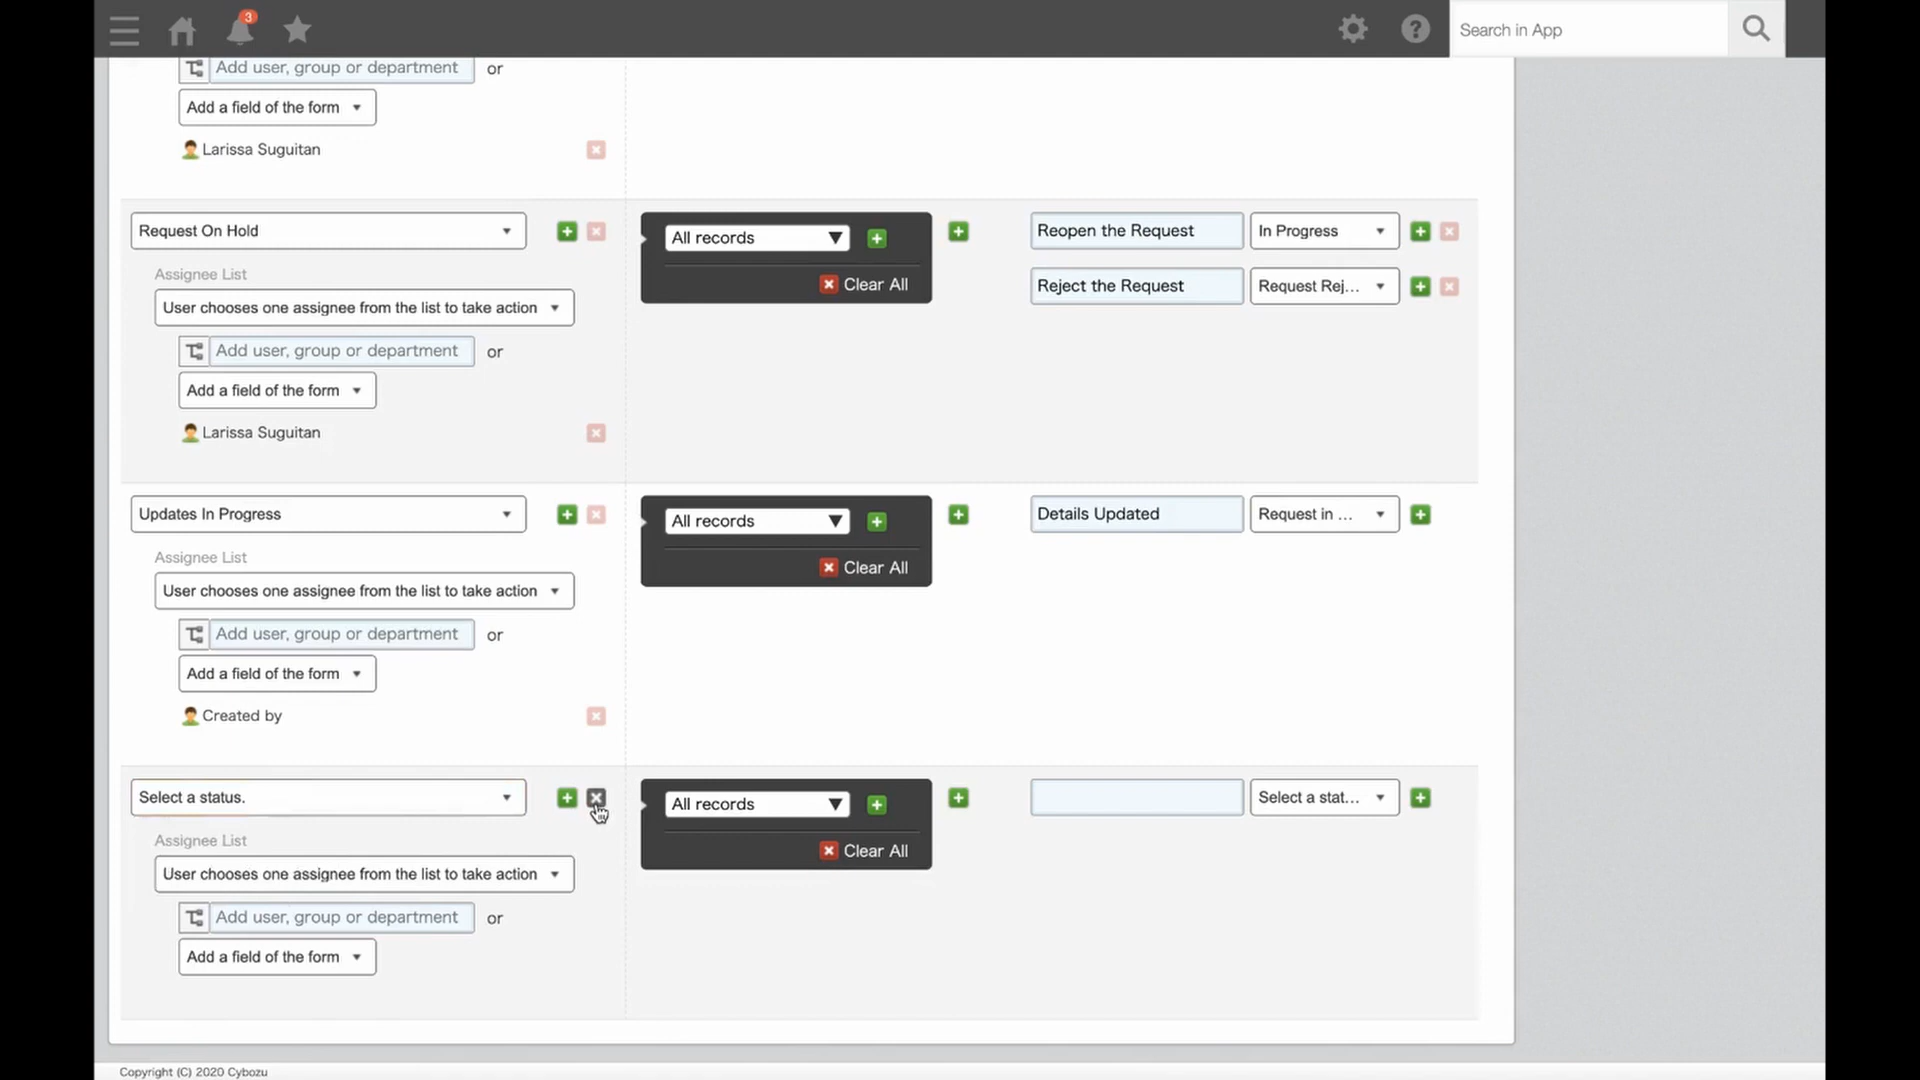 3
Search in App
Add user, group or department or
Add a field of the form
Larissa Suguitan
Request On Hold
All records
Reopen the Request
In Progress
Assignee List
Clear All
Reject the Request
Request Rej...
User chooses one assignee from the list to take action
Add user, group or department or
Add a field of the form
Larissa Suguitan
Updates In Progress
All records
Details Updated
Request in ...
Assignee List
Clear All
User chooses one assignee from the list to take action
Add user, group or department or
Add a field of the form
Created by
Select a status.
All records
Select a stat...
Assignee List
Clear All
User chooses one assignee from the list to take action
Add user, group or department or
Add a field of the form
Copyright (C) 2020 Cybozu